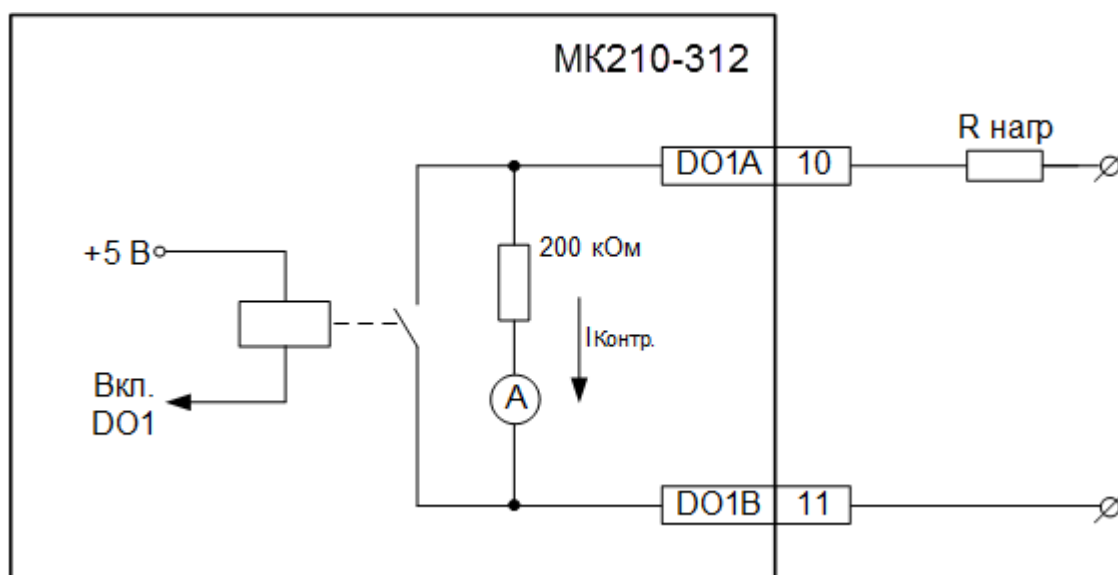 МК210-312
R нагр
DO1A 10
200 кОм
+5 В
Iконтр.
Вкл.
DO1
A
DO1B 11